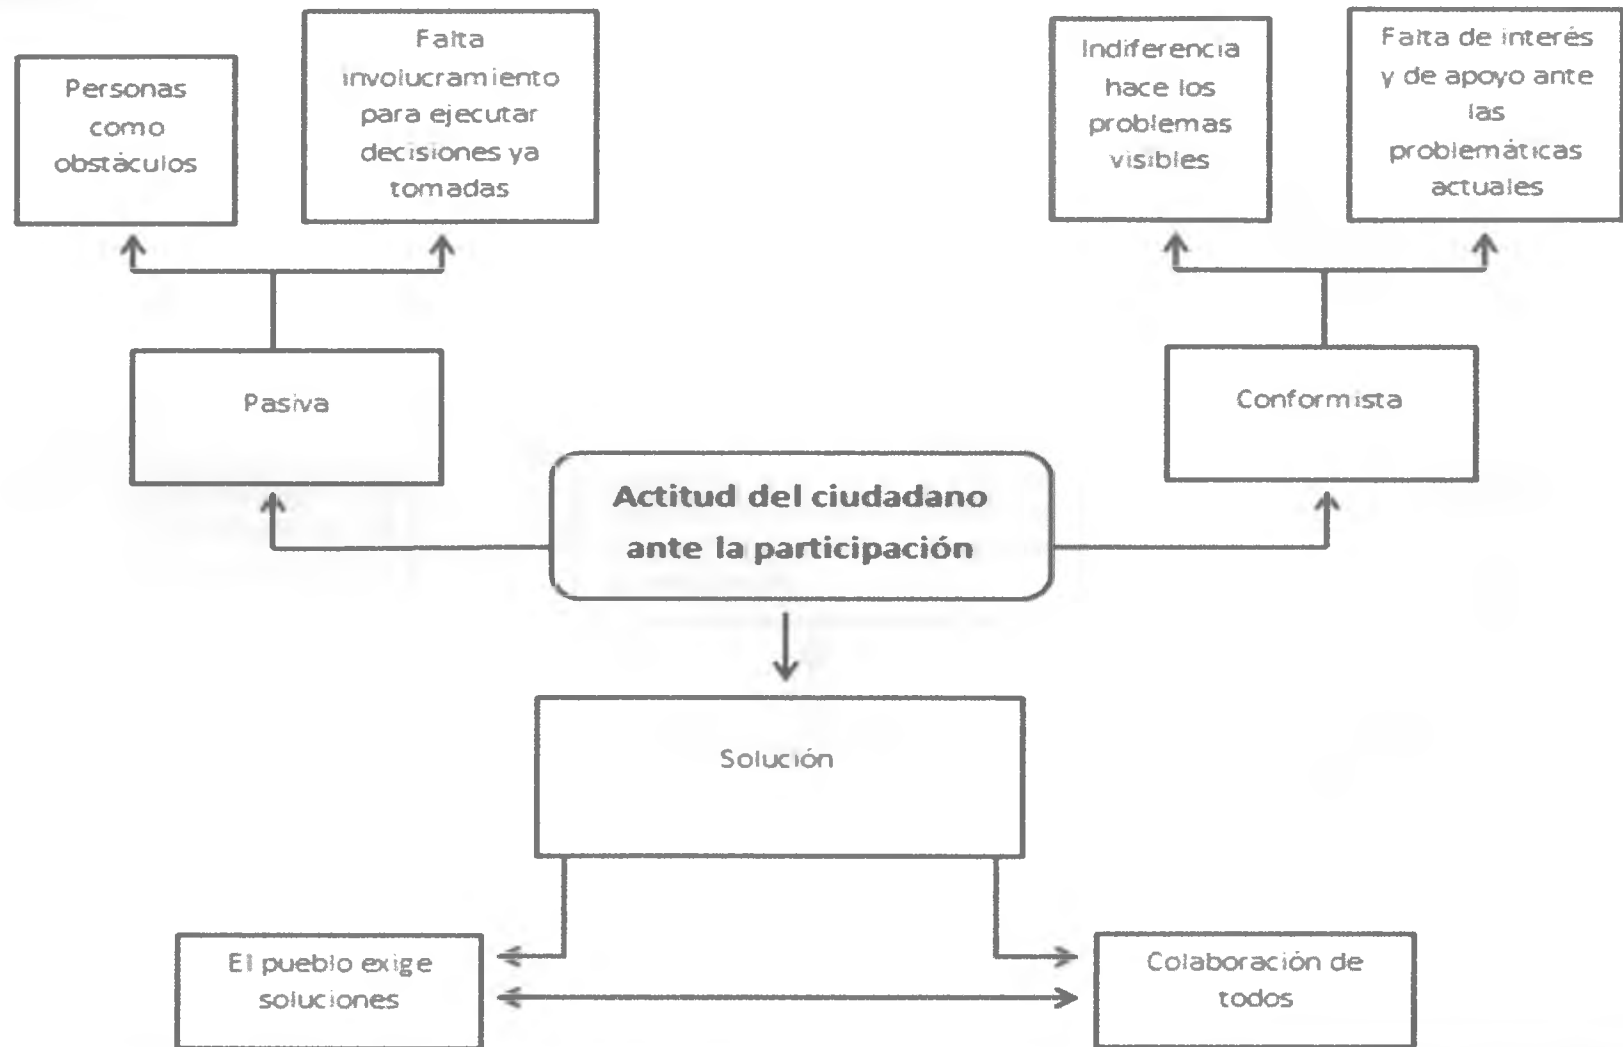 Personas
como
obstáculos
Falta
involucramiento
para ejecutar
decisiones ya
tomadas
Indiferencia
hace los
problemas
visibles
Falta de interés
y de apoyo ante
las
problemáticas
actuales
Pasiva
Conformista
Actitud del ciudadano
ante la participación
Solución
El pueblo exige
soluciones
Colaboración de
todos